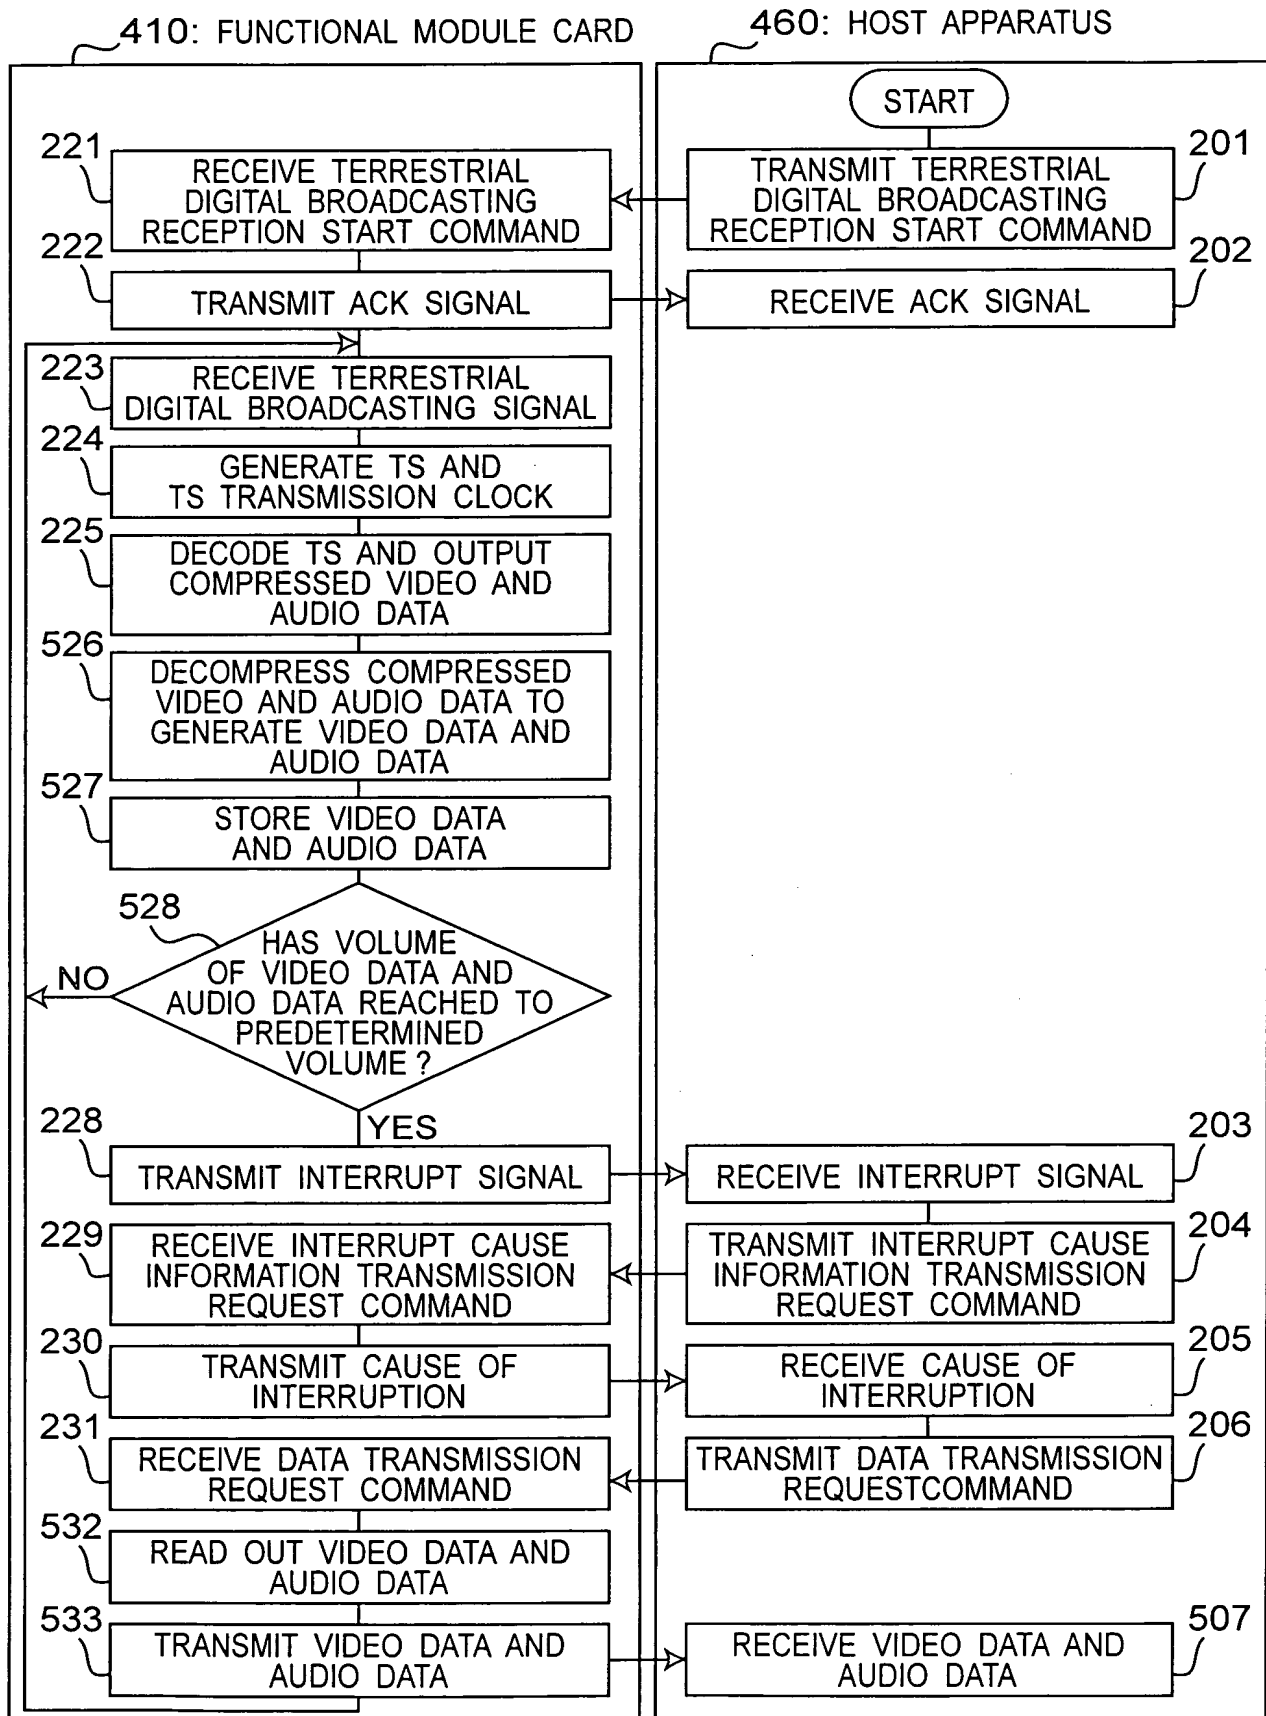 410: FUNCTIONAL MODULE CARD
460: HOST APPARATUS
START
221
RECEIVE TERRESTRIAL
DIGITAL BROADCASTING
RECEPTION START COMMAND
TRANSMIT TERRESTRIAL
DIGITAL BROADCASTING
RECEPTION START COMMAND
201
222
TRANSMIT ACK SIGNAL
RECEIVE ACK SIGNAL
202
223
RECEIVE TERRESTRIAL
DIGITAL BROADCASTING SIGNAL
224
GENERATE TS AND
TS TRANSMISSION CLOCK
225
DECODE TS AND OUTPUT
COMPRESSED VIDEO AND
AUDIO DATA
526
DECOMPRESS COMPRESSED
VIDEO AND AUDIO DATA TO
GENERATE VIDEO DATA AND
AUDIO DATA
527
STORE VIDEO DATA
AND AUDIO DATA
528
HAS VOLUME
OF VIDEO DATA AND
AUDIO DATA REACHED TO
PREDETERMINED
VOLUME ?
NO
YES
228
TRANSMIT INTERRUPT SIGNAL
RECEIVE INTERRUPT SIGNAL
203
229
RECEIVE INTERRUPT CAUSE
INFORMATION TRANSMISSION
REQUEST COMMAND
TRANSMIT INTERRUPT CAUSE
INFORMATION TRANSMISSION
REQUEST COMMAND
204
230
TRANSMIT CAUSE OF
INTERRUPTION
RECEIVE CAUSE OF
INTERRUPTION
205
231
RECEIVE DATA TRANSMISSION
REQUEST COMMAND
TRANSMIT DATA TRANSMISSION
REQUESTCOMMAND
206
532
READ OUT VIDEO DATA AND
AUDIO DATA
533
TRANSMIT VIDEO DATA AND
AUDIO DATA
RECEIVE VIDEO DATA AND
AUDIO DATA
507